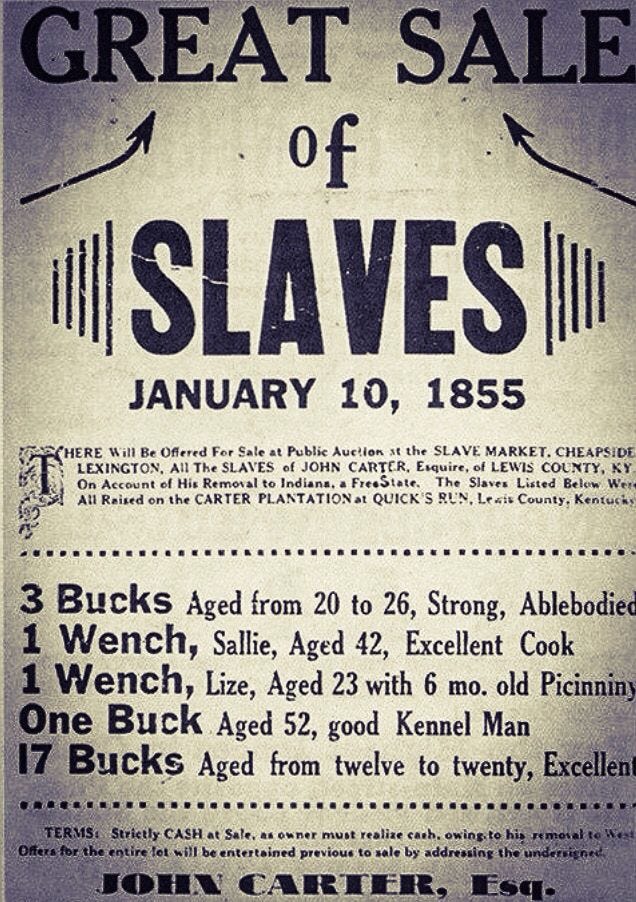 GREAT SALE
of
SLAVES
JANUARY 10, 1855
THERE Will Be Offered For Sale at Public Auction at the SLAVE MARKET, CHEAPSIDE
LEXINGTON, All The SLAVES of JOHN CARTER, Esquire, of LEWIS COUNTY, KY
On Account of His Removal to Indiana, a Free State. The Slaves Listed Below Were
All Raised on the CARTER PLANTATION at QUICK'S RUN, Lewis County, Kentucky
3 Bucks Aged from 20 to 26, Strong, Ablebodied
1 Wench, Sallie, Aged 42, Excellent Cook
1 Wench, Lize, Aged 23 with 6 mo. old Picinniny
One Buck Aged 52, good Kennel Man
17 Bucks Aged from twelve to twenty, Excellent
TERMS: Strictly CASH at Sale, as owner must realize cash, owing to his removal to West
Offers for the entire lot will be entertained previous to sale by addressing the undersigned.
JOHN CARTER, Esq.